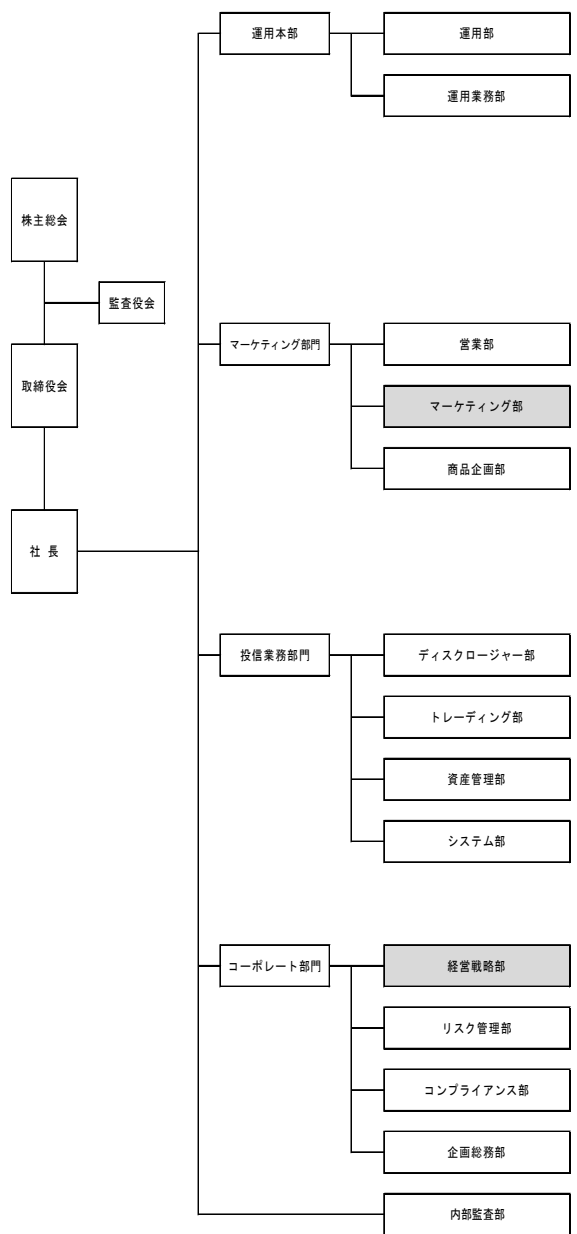 株主総会
監査役会
取締役会
社 長
運用本部
運用部
運用業務部
マーケティング部門
営業部
マーケティング部
商品企画部
投信業務部門
ディスクロージャー部
トレーディング部
資産管理部
システム部
コーポレート部門
経営戦略部
リスク管理部
コンプライアンス部
企画総務部
内部監査部